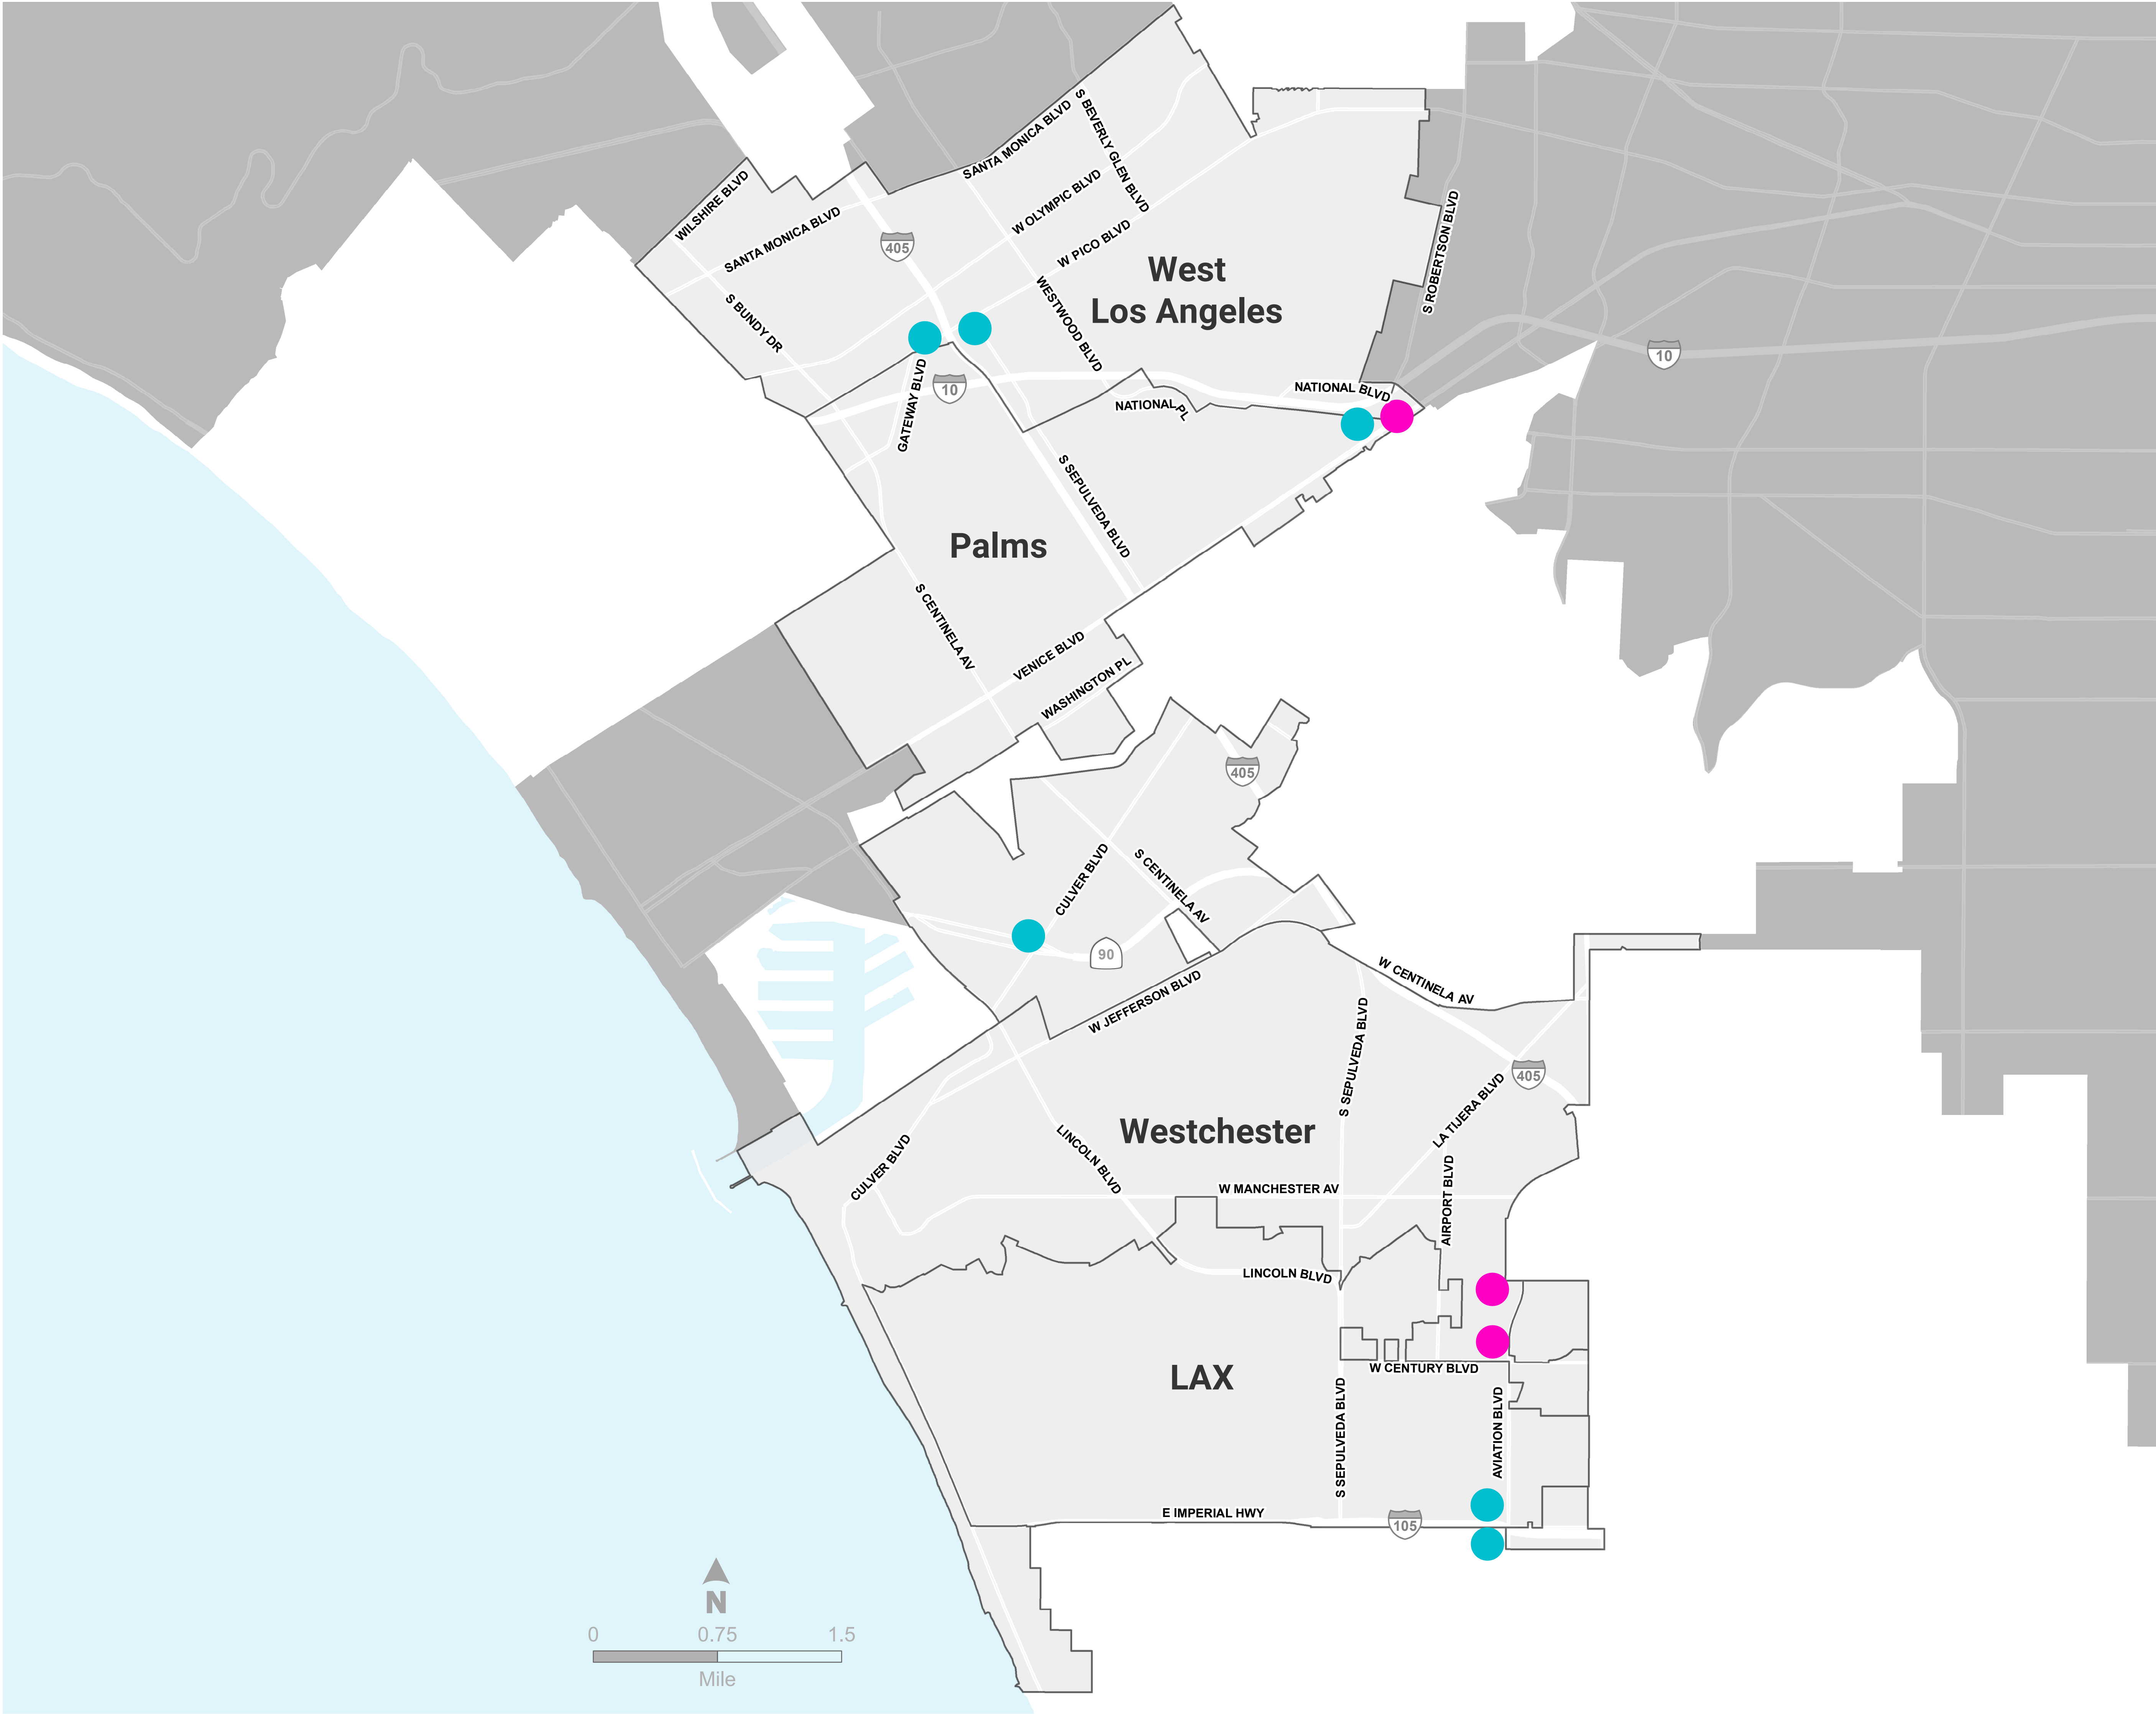 S BEVERLY GLEN BLVD
SANTA MONICA BLVD
WILSHIRE BLVD
W OLYMPIC BLVD
SANTA MONICA BLVD
W PICO BLVD
S ROBERTSON BLVD
405
West
Los Angeles
WESTWOOD BLVD
S BUNDY DR
10
10
GATEWAY BLVD
NATIONAL BLVD
NATIONAL PL
S SEPULVEDA BLVD
Palms
S CENTINELA AV
VENICE BLVD
WASHINGTON PL
405
CULVER BLVD
S CENTINELA AV
90
W CENTINELA AV
W JEFFERSON BLVD
S SEPULVEDA BLVD
405
LA TIJERA BLVD
Westchester
LINCOLN BLVD
CULVER BLVD
W MANCHESTER AV
AIRPORT BLVD
LINCOLN BLVD
W CENTURY BLVD
LAX
S SEPULVEDA BLVD
AVIATION BLVD
E IMPERIAL HWY
105
N
0 0.75 1.5
Mile